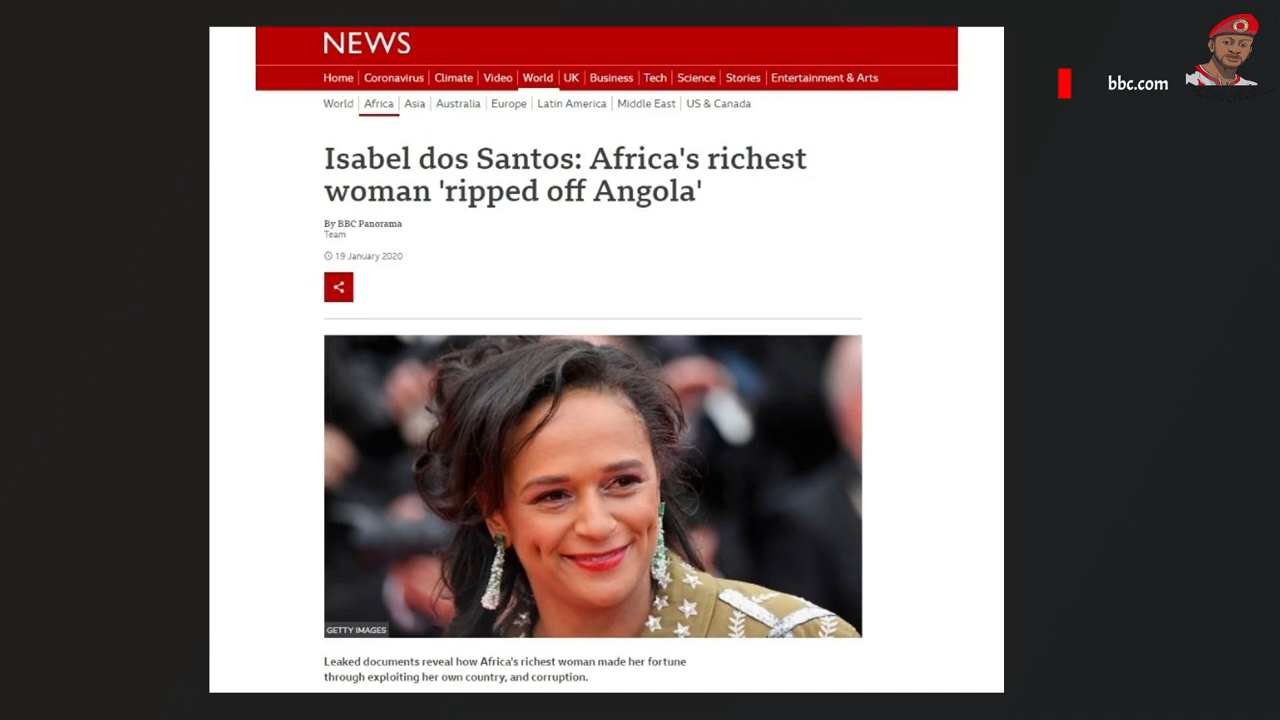 NEWS
Home Coronavirus Climate Video World UK Business Tech Science Stories Entertainment & Arts
World Africa Asia Australia Europe Latin America Middle East US & Canada
bbc.com
Isabel dos Santos: Africa's richest
woman 'ripped off Angola'
By BBC Panorama
Team
19 January 2020
GETTY IMAGES
Leaked documents reveal how Africa's richest woman made her fortune
through exploiting her own country, and corruption.